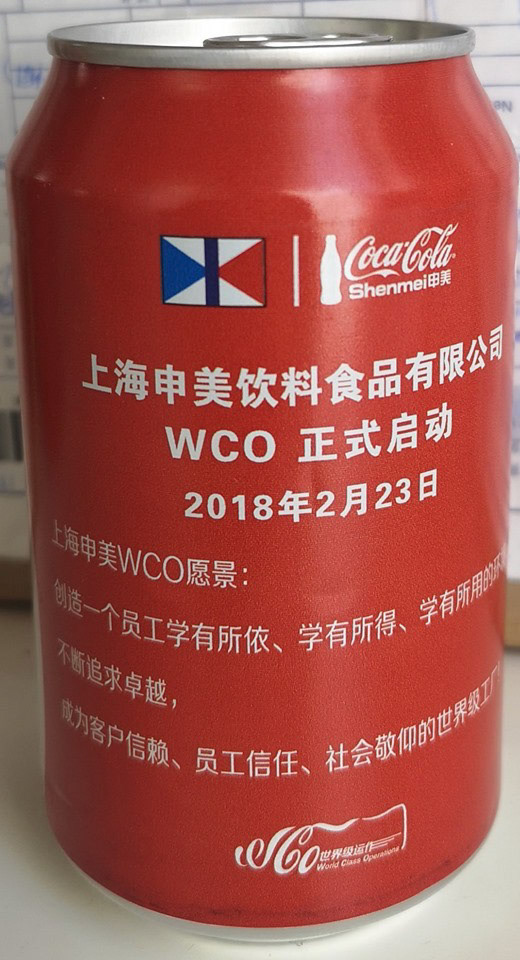 Coca-Cola
Shenmei申美
上海申美饮料食品有限公司
WCO 正式启动
2018年2月23日
上海申美WCO愿景：
创造一个员工学有所依、学有所得、学有所用的环
不断追求卓越，
成为客户信赖、员工信任、社会敬仰的世界级工厂
WCO世界级运作
World Class Operations